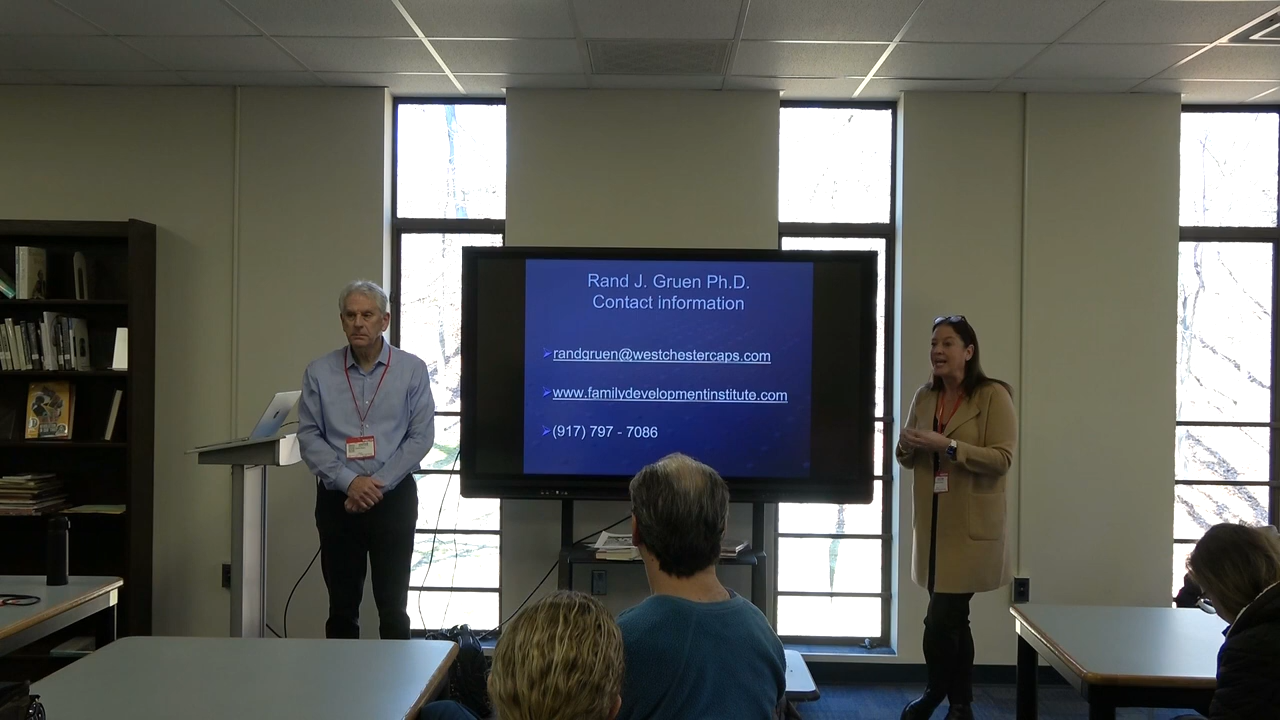 Rand J. Gruen Ph.D.
Contact information
randgruen@westchestercaps.com
www.familydevelopmentinstitute.com
(917) 797 - 7086